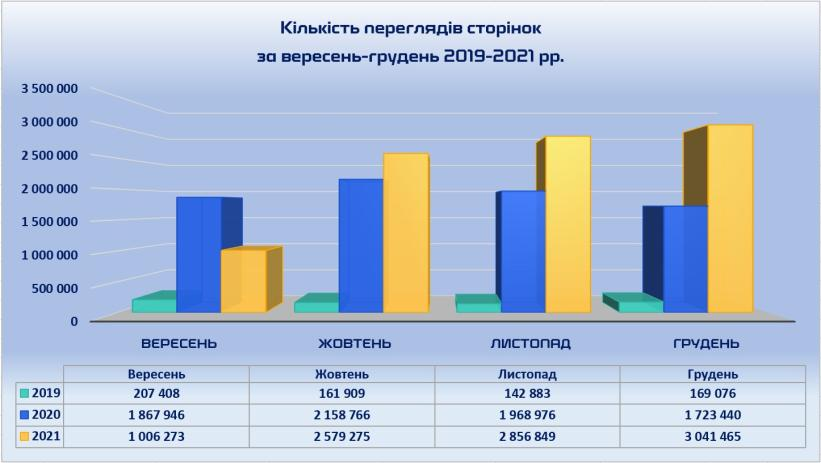 Кількість переглядів сторінок
за вересень-грудень 2019-2021 рр.
3 500 000
3 000 000
2 500 000
2 000 000
1 500 000
1 000 000
500 000
0
ВЕРЕСЕНЬ ЖОВТЕНЬ ЛИСТОПАД ГРУДЕНЬ
Вересень Жовтень Листопад Грудень
2019 207 408 161 909 142 883 169 076
2020 1 867 946 2 158 766 1 968 976 1 723 440
2021 1 006 273 2 579 275 2 856 849 3 041 465